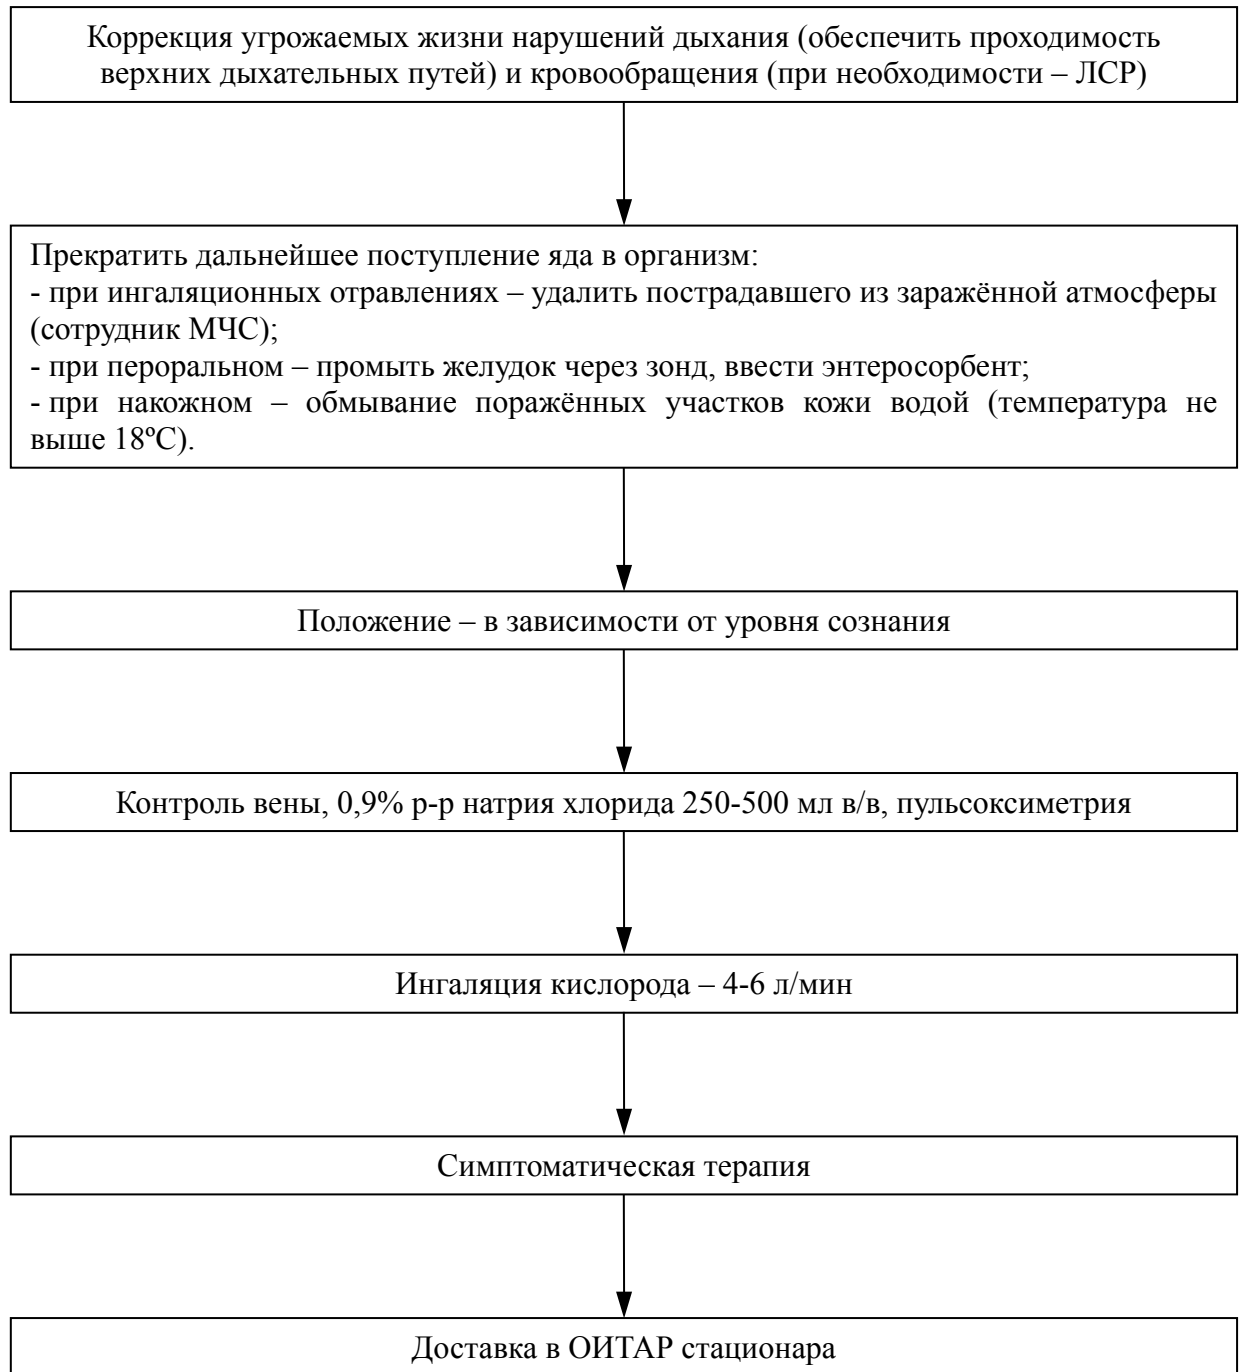 Коррекция угрожаемых жизни нарушений дыхания (обеспечить проходимость
верхних дыхательных путей) и кровообращения (при необходимости – ЛСР)
Прекратить дальнейшее поступление яда в организм:
- при ингаляционных отравлениях – удалить пострадавшего из заражённой атмосферы
(сотрудник МЧС);
- при пероральном – промыть желудок через зонд, ввести энтеросорбент;
- при накожном – обмывание поражённых участков кожи водой (температура не
выше 18ºС).
Положение – в зависимости от уровня сознания
Контроль вены, 0,9% р-р натрия хлорида 250-500 мл в/в, пульсоксиметрия
Ингаляция кислорода – 4-6 л/мин
Симптоматическая терапия
Доставка в ОИТАР стационара